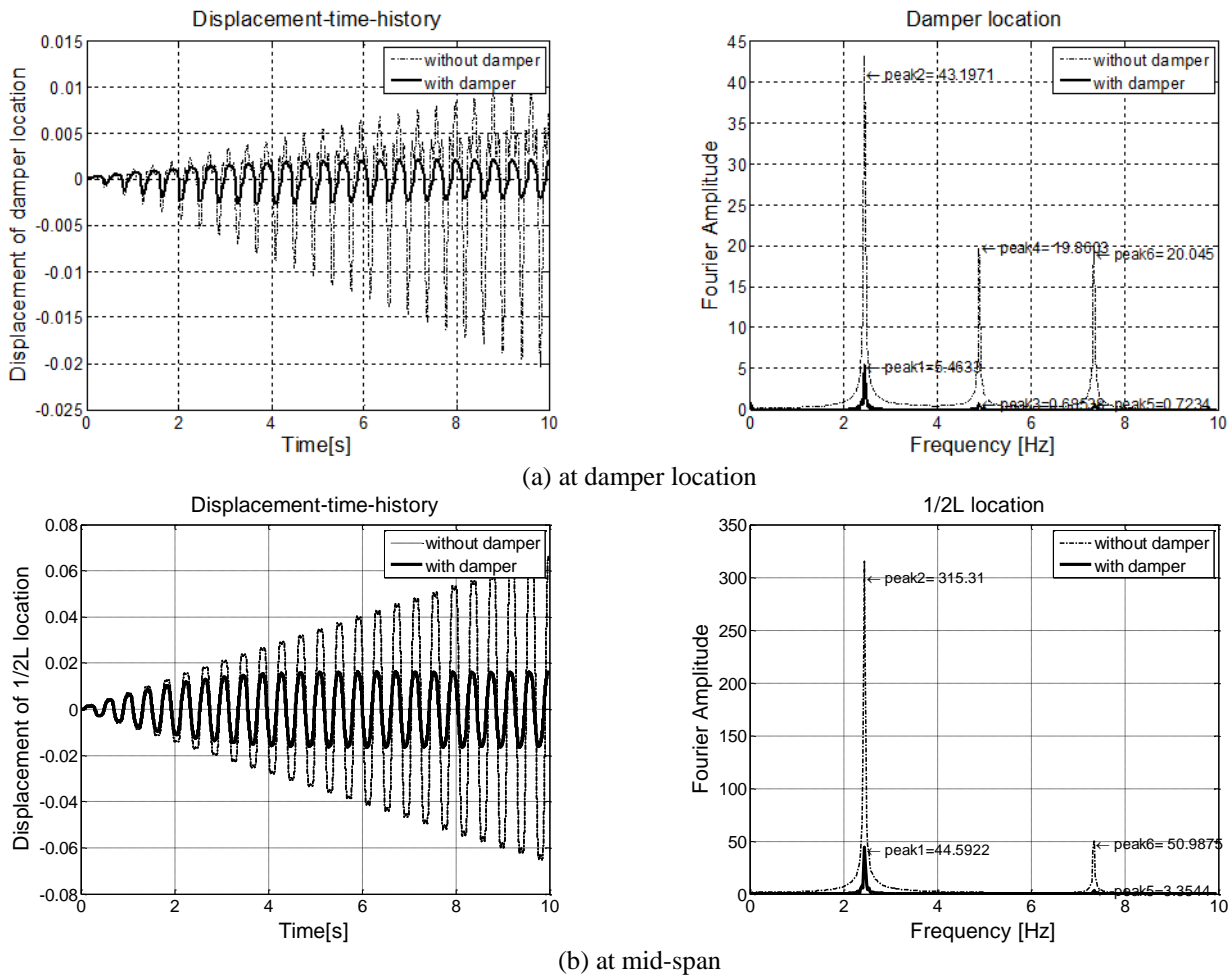 Displacement-time-history
0.015
0.01
0.005
0
-0.005
-0.01
-0.015
-0.02
-0.025
Displacement of damper location
without damper
with damper
0 2 4 6 8 10
Time[s]
Damper location
45
40
35
30
25
20
15
10
5
0
Fourier Amplitude
without damper
with damper
← peak2= 43.1971
← peak4= 19.8603
← peak6= 20.045
← peak1=5.4633
← peak3=0.69538
← peak5=0.7234
0 2 4 6 8 10
Frequency [Hz]
(a) at damper location
Displacement-time-history
0.08
0.06
0.04
0.02
0
-0.02
-0.04
-0.06
-0.08
Displacement of 1/2L location
without damper
with damper
0 2 4 6 8 10
Time[s]
1/2L location
350
300
250
200
150
100
50
0
Fourier Amplitude
without damper
with damper
← peak2= 315.31
← peak1=44.5922
← peak6= 50.9875
← peak5=3.3544
0 2 4 6 8 10
Frequency [Hz]
(b) at mid-span